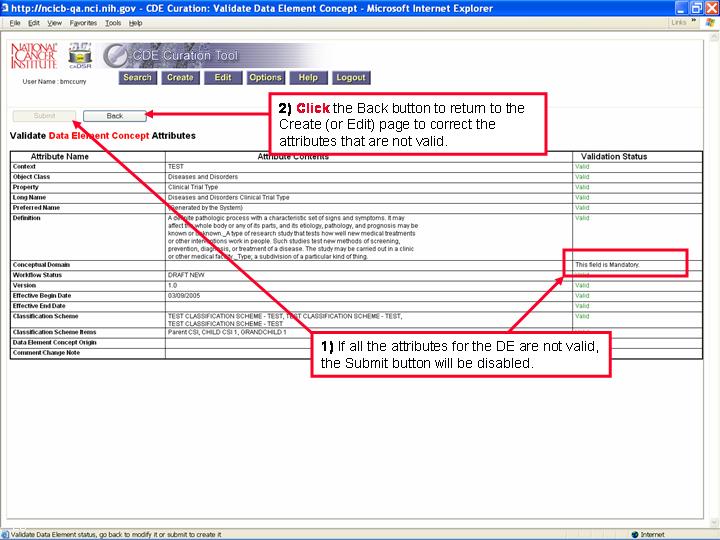 http://ncicb-qa.nci.nih.gov - CDE Curation: Validate Data Element Concept - Microsoft Internet Explorer
File Edit View Favorites Tools Help Links »
NATIONAL CANCER INSTITUTE caDSR CDE Curation Tool
User Name : bmccurry
Search Create Edit Options Help Logout
Submit Back
2) Click the Back button to return to the
Create (or Edit) page to correct the
attributes that are not valid.
Validate Data Element Concept Attributes
Attribute Name Attribute Contents Validation Status
Context TEST Valid
Object Class Diseases and Disorders Valid
Property Clinical Trial Type Valid
Long Name Diseases and Disorders Clinical Trial Type Valid
Preferred Name (Generated by the System) Valid
Definition A definite pathologic process with a characteristic set of signs and symptoms. It may Valid
affect the whole body or any of its parts, and its etiology, pathology, and prognosis may be
known or unknown._A type of research study that tests how well new medical treatments
or other interventions work in people. Such studies test new methods of screening,
prevention, diagnosis, or treatment of a disease. The study may be carried out in a clinic
or other medical facility._Type; a subdivision of a particular kind of thing.
Conceptual Domain This field is Mandatory.
Workflow Status DRAFT NEW Valid
Version 1.0 Valid
Effective Begin Date 03/09/2005 Valid
Effective End Date Valid
Classification Scheme TEST CLASSIFICATION SCHEME - TEST, TEST CLASSIFICATION SCHEME - TEST, Valid
TEST CLASSIFICATION SCHEME - TEST
Classification Scheme Items Parent CSI, CHILD CSI 1, GRANDCHILD 1
Data Element Concept Origin
Comment/Change Note
1) If all the attributes for the DE are not valid,
the Submit button will be disabled.
Validate Data Element status, go back to modify it or submit to create it Internet